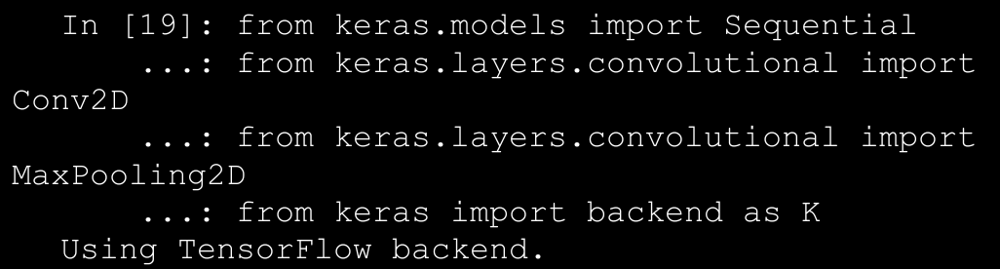 In [19]: from keras.models import Sequential
...: from keras.layers.convolutional import
Conv2D
...: from keras.layers.convolutional import
MaxPooling2D
...: from keras import backend as K
Using TensorFlow backend.